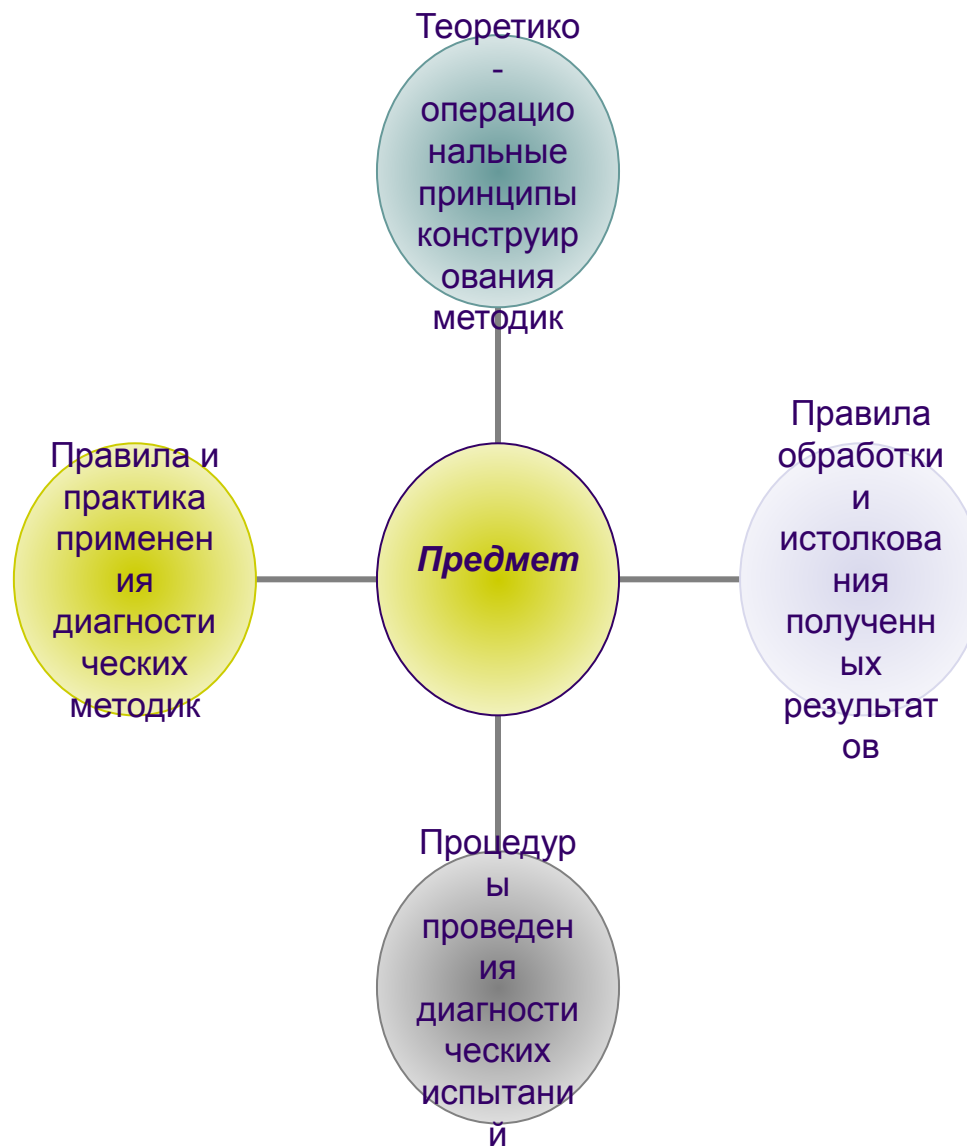 Теоретико
-
операцио
нальные
принципы
конструир
ования
методик
Правила и
практика
применен
ия
диагности
ческих
методик
Предмет
Правила
обработки
и
истолкова
ния
полученн
ых
результат
ов
Процедур
ы
проведен
ия
диагности
ческих
испытани
й